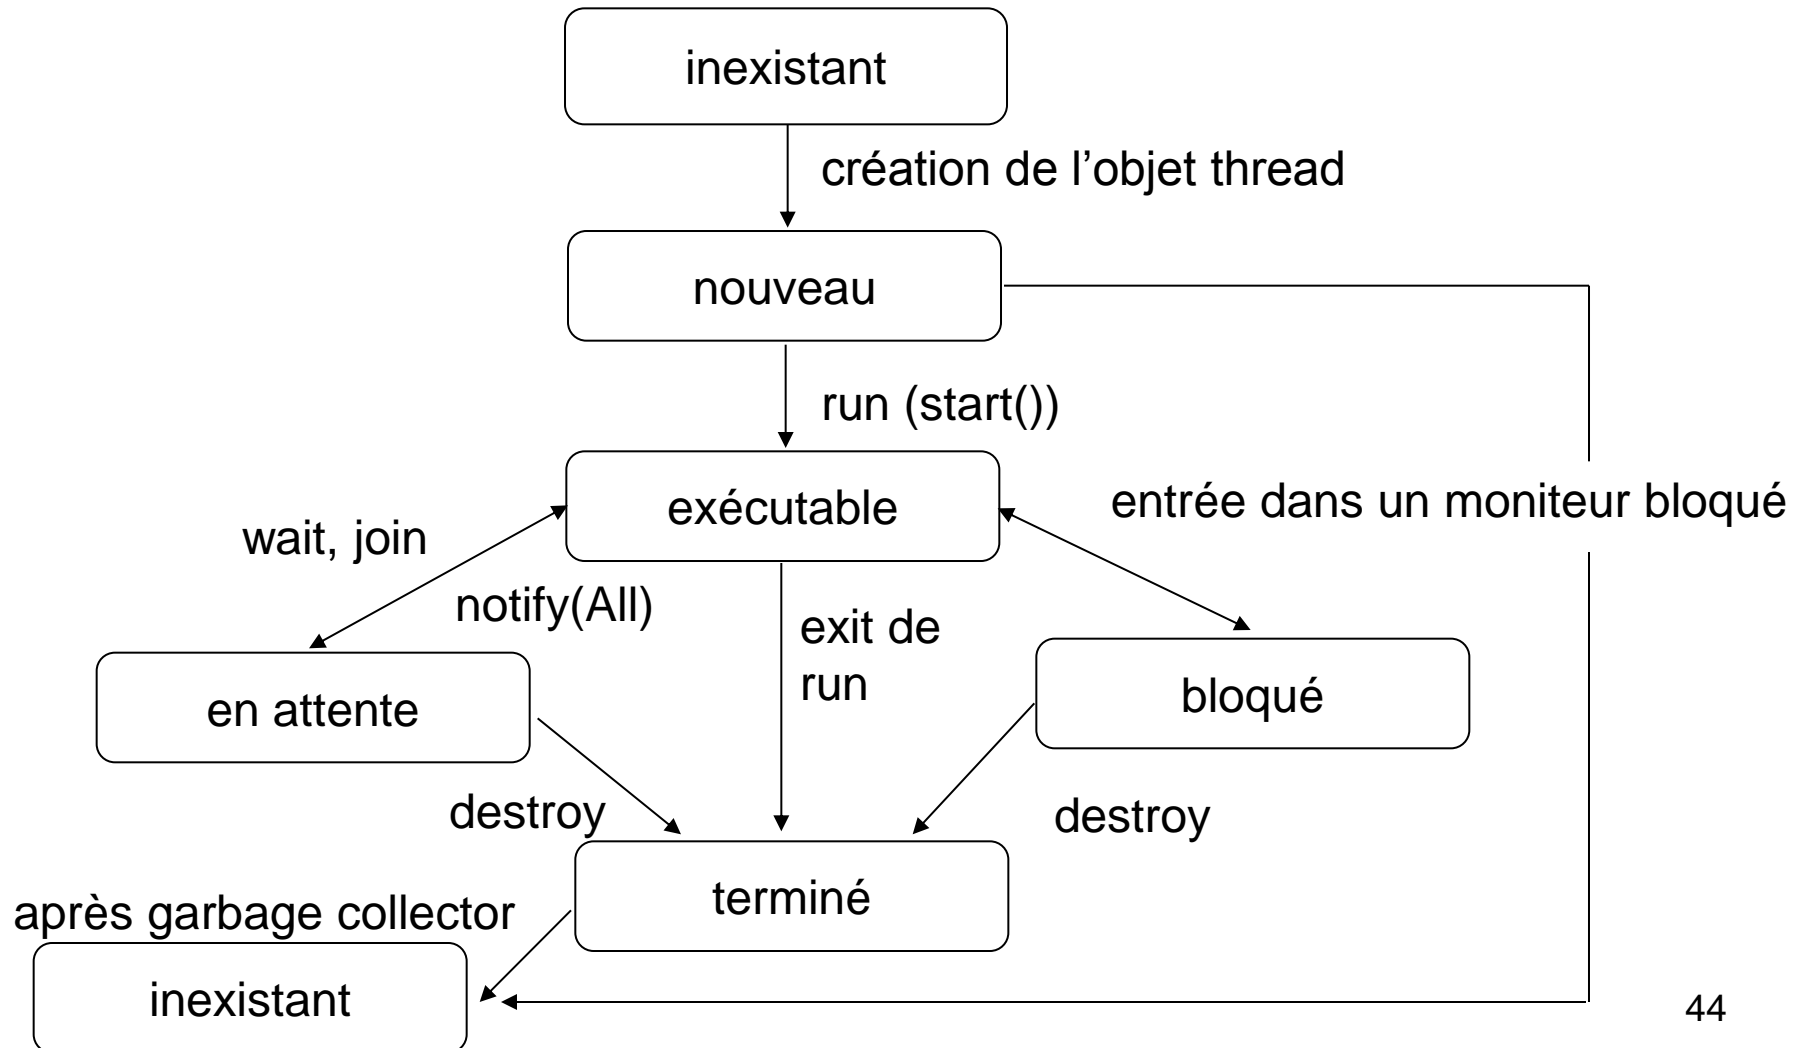 inexistant
création de l’objet thread
nouveau
run (start())
exécutable
entrée dans un moniteur bloqué
wait, join
notify(All)
exit de
run
en attente
bloqué
destroy
destroy
terminé
après garbage collector
inexistant
44